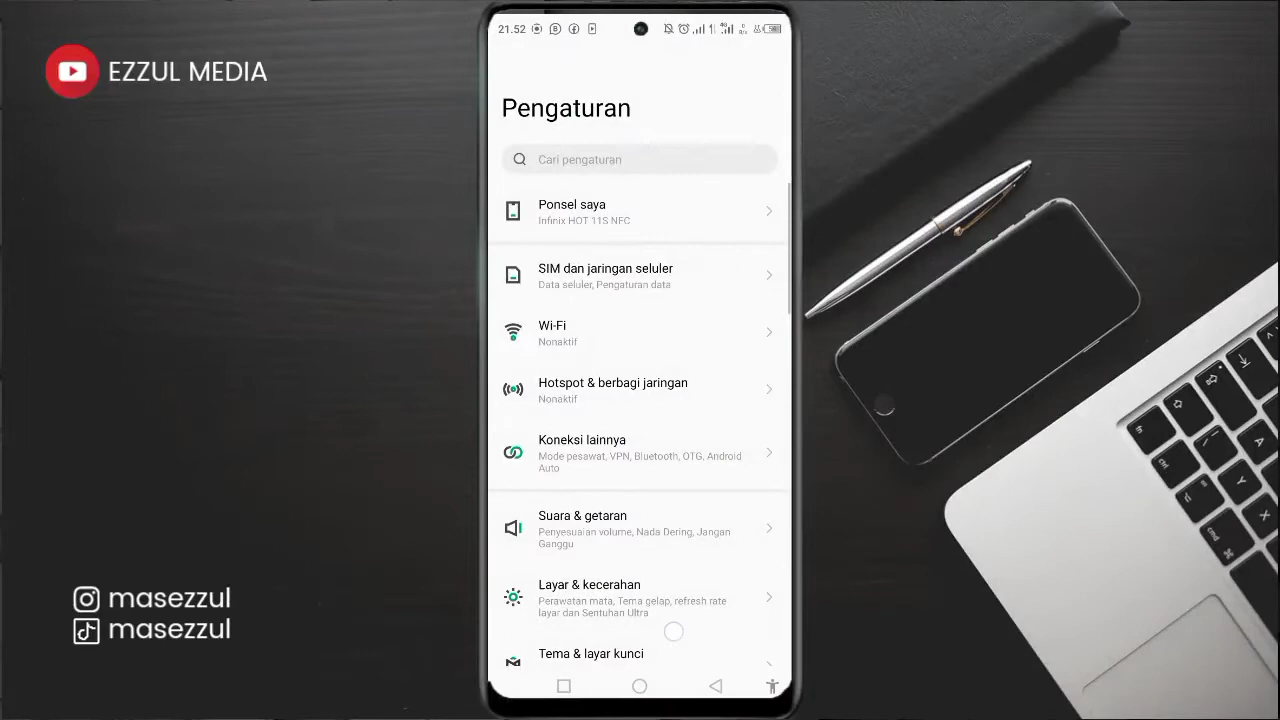 EZZUL MEDIA
21.52
Pengaturan
Cari pengaturan
Ponsel saya
Infinix HOT 11S NFC
SIM dan jaringan seluler
Data seluler, Pengaturan data
Wi-Fi
Nonaktif
Hotspot & berbagi jaringan
Nonaktif
Koneksi lainnya
Mode pesawat, VPN, Bluetooth, OTG, Android
Auto
Suara & getaran
Penyesuaian volume, Nada Dering, Jangan
Ganggu
Layar & kecerahan
Perawatan mata, Tema gelap, refresh rate
layar dan Sentuhan Ultra
Tema & layar kunci
masezzul
masezzul
fn
ctrl
cmd
A
Y
X